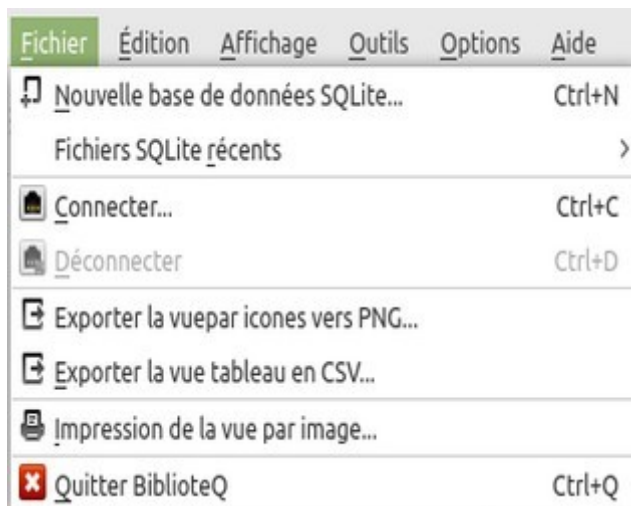 Fichier Édition Affichage Outils Options Aide
Nouvelle base de données SQLite... Ctrl+N
Fichiers SQLite récents
Connecter... Ctrl+C
Déconnecter Ctrl+D
Exporter la vuepar icones vers PNG...
Exporter la vue tableau en CSV...
Impression de la vue par image...
Quitter BiblioteQ Ctrl+Q